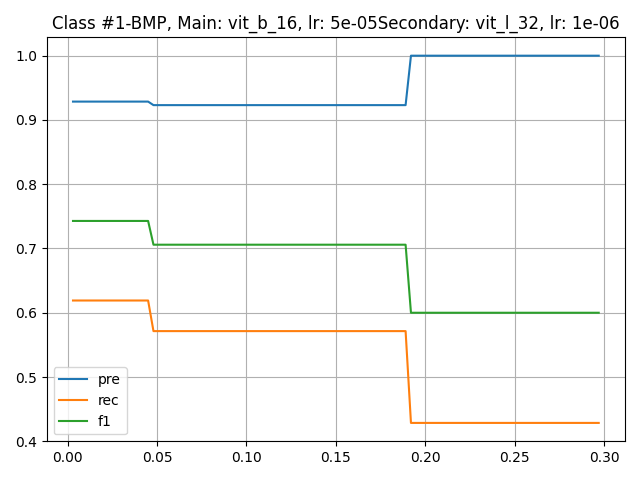 Class #1-BMP, Main: vit_b_16, lr: 5e-05Secondary: vit_l_32, lr: 1e-06
1.0
0.9
0.8
0.7
0.6
0.5
0.4
pre
rec
f1
0.00 0.05 0.10 0.15 0.20 0.25 0.30